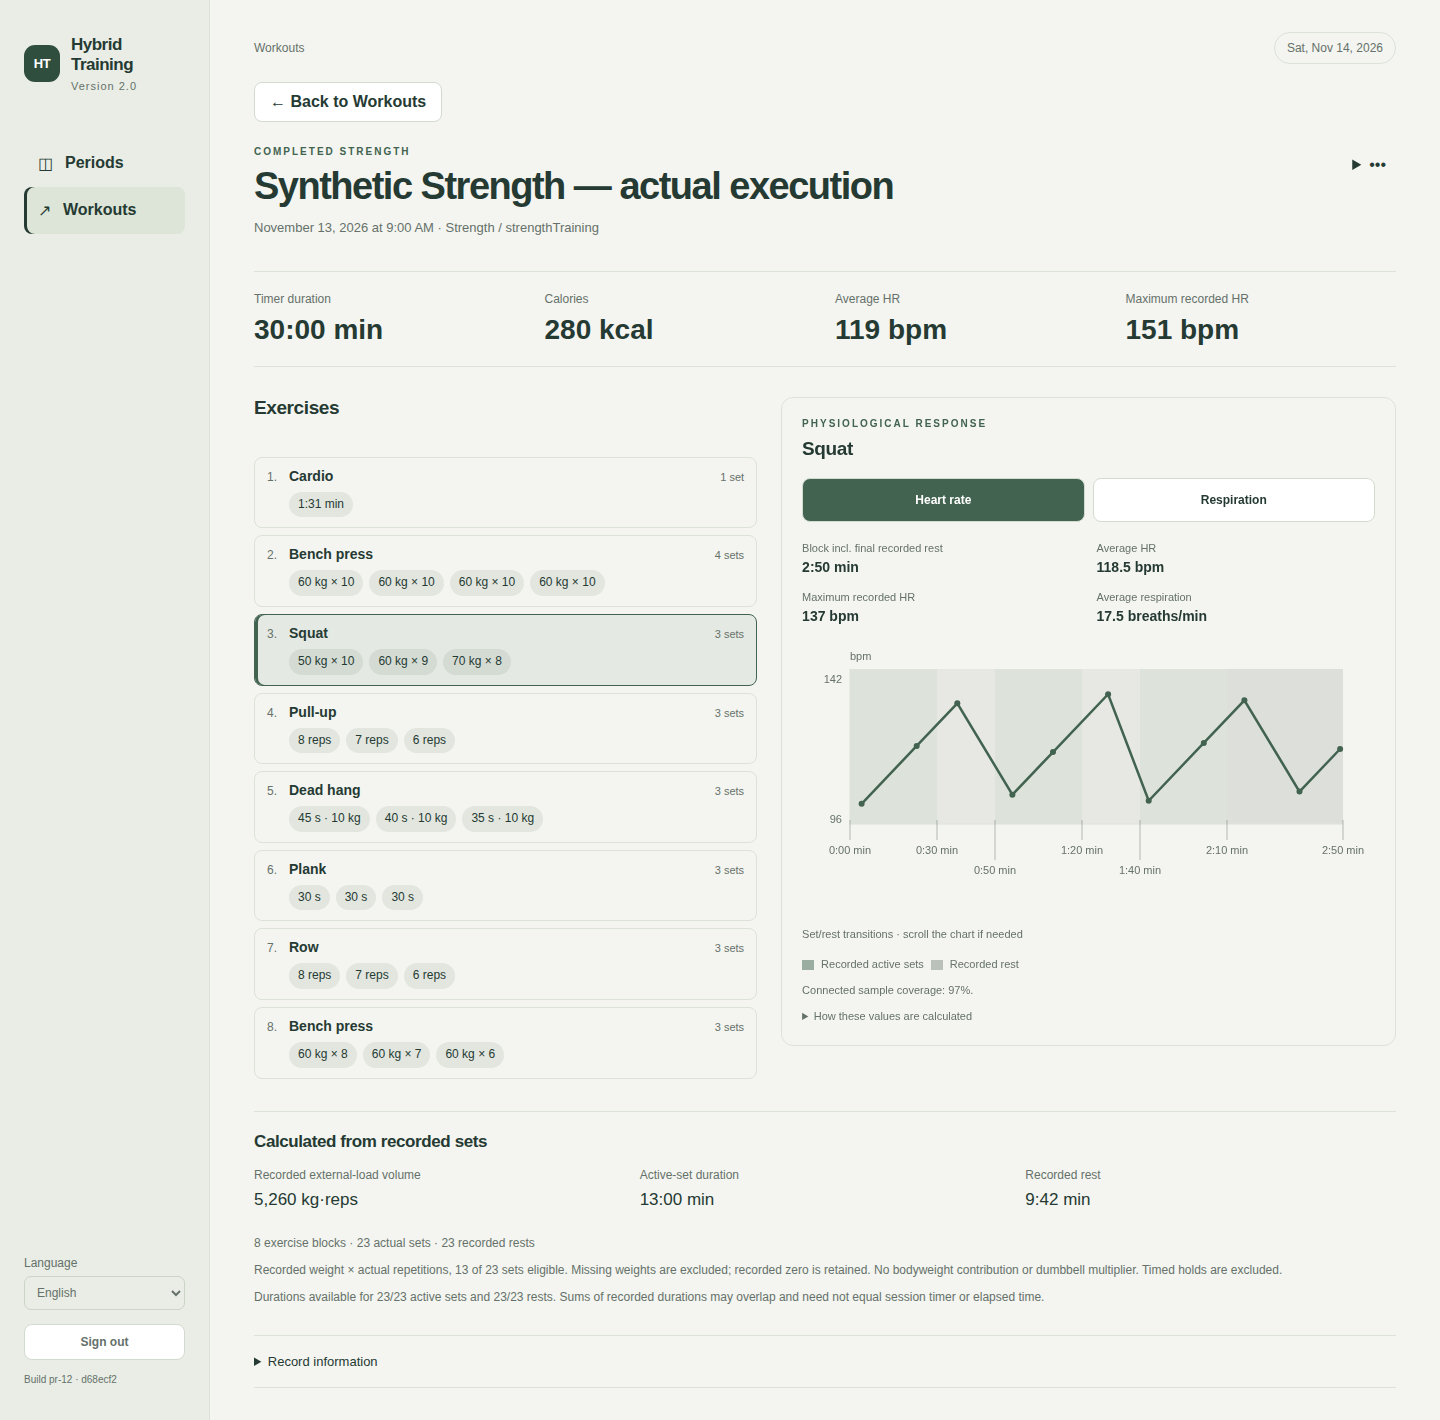 HT
Hybrid
Training
Version 2.0
Periods
Workouts
Language
English
Sign out
Build pr-12 · d68ecf2
Workouts
Sat, Nov 14, 2026
← Back to Workouts
COMPLETED STRENGTH
Synthetic Strength — actual execution
November 13, 2026 at 9:00 AM · Strength / strengthTraining
Timer duration
30:00 min
Calories
280 kcal
Average HR
119 bpm
Maximum recorded HR
151 bpm
Exercises
1. Cardio 1 set
1:31 min
2. Bench press 4 sets
60 kg × 10 60 kg × 10 60 kg × 10 60 kg × 10
3. Squat 3 sets
50 kg × 10 60 kg × 9 70 kg × 8
4. Pull-up 3 sets
8 reps 7 reps 6 reps
5. Dead hang 3 sets
45 s · 10 kg 40 s · 10 kg 35 s · 10 kg
6. Plank 3 sets
30 s 30 s 30 s
7. Row 3 sets
8 reps 7 reps 6 reps
8. Bench press 3 sets
60 kg × 8 60 kg × 7 60 kg × 6
PHYSIOLOGICAL RESPONSE
Squat
Heart rate Respiration
Block incl. final recorded rest
2:50 min
Average HR
118.5 bpm
Maximum recorded HR
137 bpm
Average respiration
17.5 breaths/min
bpm
142
96
0:00 min 0:30 min 1:20 min 2:10 min 2:50 min
0:50 min 1:40 min
Set/rest transitions · scroll the chart if needed
Recorded active sets Recorded rest
Connected sample coverage: 97%.
How these values are calculated
Calculated from recorded sets
Recorded external-load volume
5,260 kg·reps
Active-set duration
13:00 min
Recorded rest
9:42 min
8 exercise blocks · 23 actual sets · 23 recorded rests
Recorded weight × actual repetitions, 13 of 23 sets eligible. Missing weights are excluded; recorded zero is retained. No bodyweight contribution or dumbbell multiplier. Timed holds are excluded.
Durations available for 23/23 active sets and 23/23 rests. Sums of recorded durations may overlap and need not equal session timer or elapsed time.
Record information